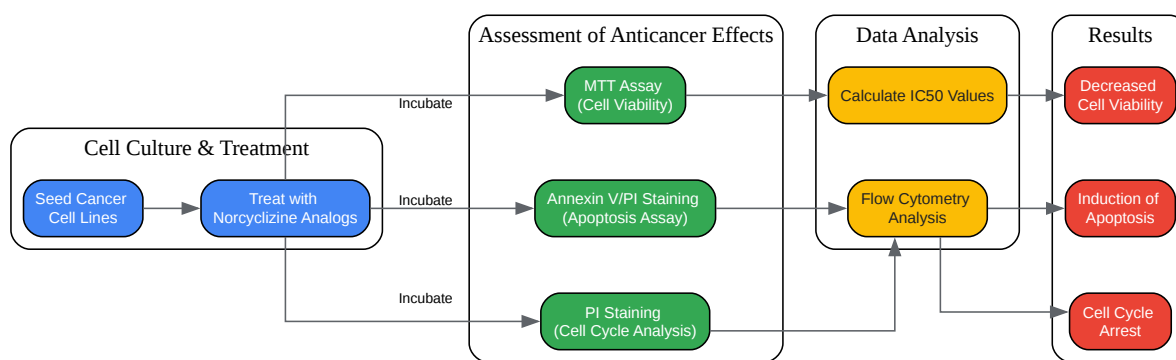 Assessment of Anticancer Effects
Data Analysis
Results
MTT Assay
(Cell Viability)
Calculate IC50 Values
Decreased
Cell Viability
Incubate
Cell Culture & Treatment
Seed Cancer
Cell Lines
Treat with
Norcyclizine Analogs
Incubate
Annexin V/PI Staining
(Apoptosis Assay)
Flow Cytometry
Analysis
Induction of
Apoptosis
Incubate
PI Staining
(Cell Cycle Analysis)
Cell Cycle
Arrest